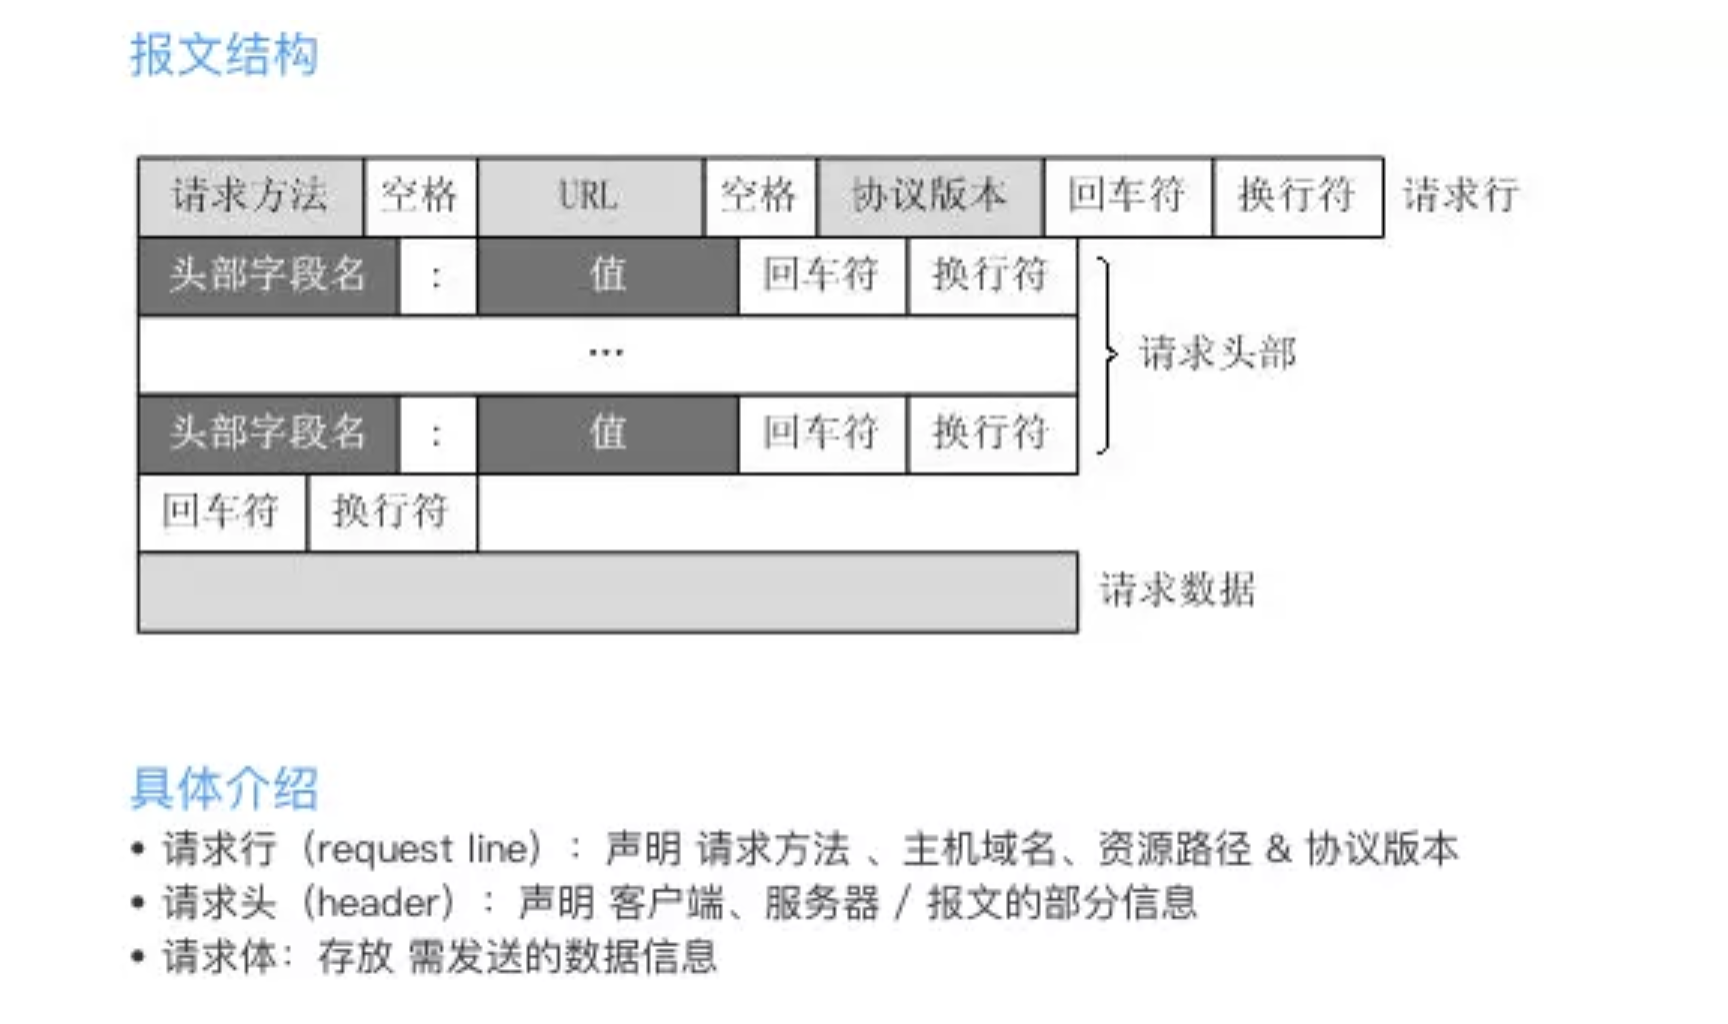 报文结构
请求方法 空格 URL 空格 协议版本 回车符 换行符 请求行
头部字段名 : 值 回车符 换行符
...
请求头部
头部字段名 : 值 回车符 换行符
回车符 换行符
请求数据
具体介绍
• 请求行（request line）：声明 请求方法 、主机域名、资源路径 & 协议版本
• 请求头（header）：声明 客户端、服务器 / 报文的部分信息
• 请求体：存放 需发送的数据信息